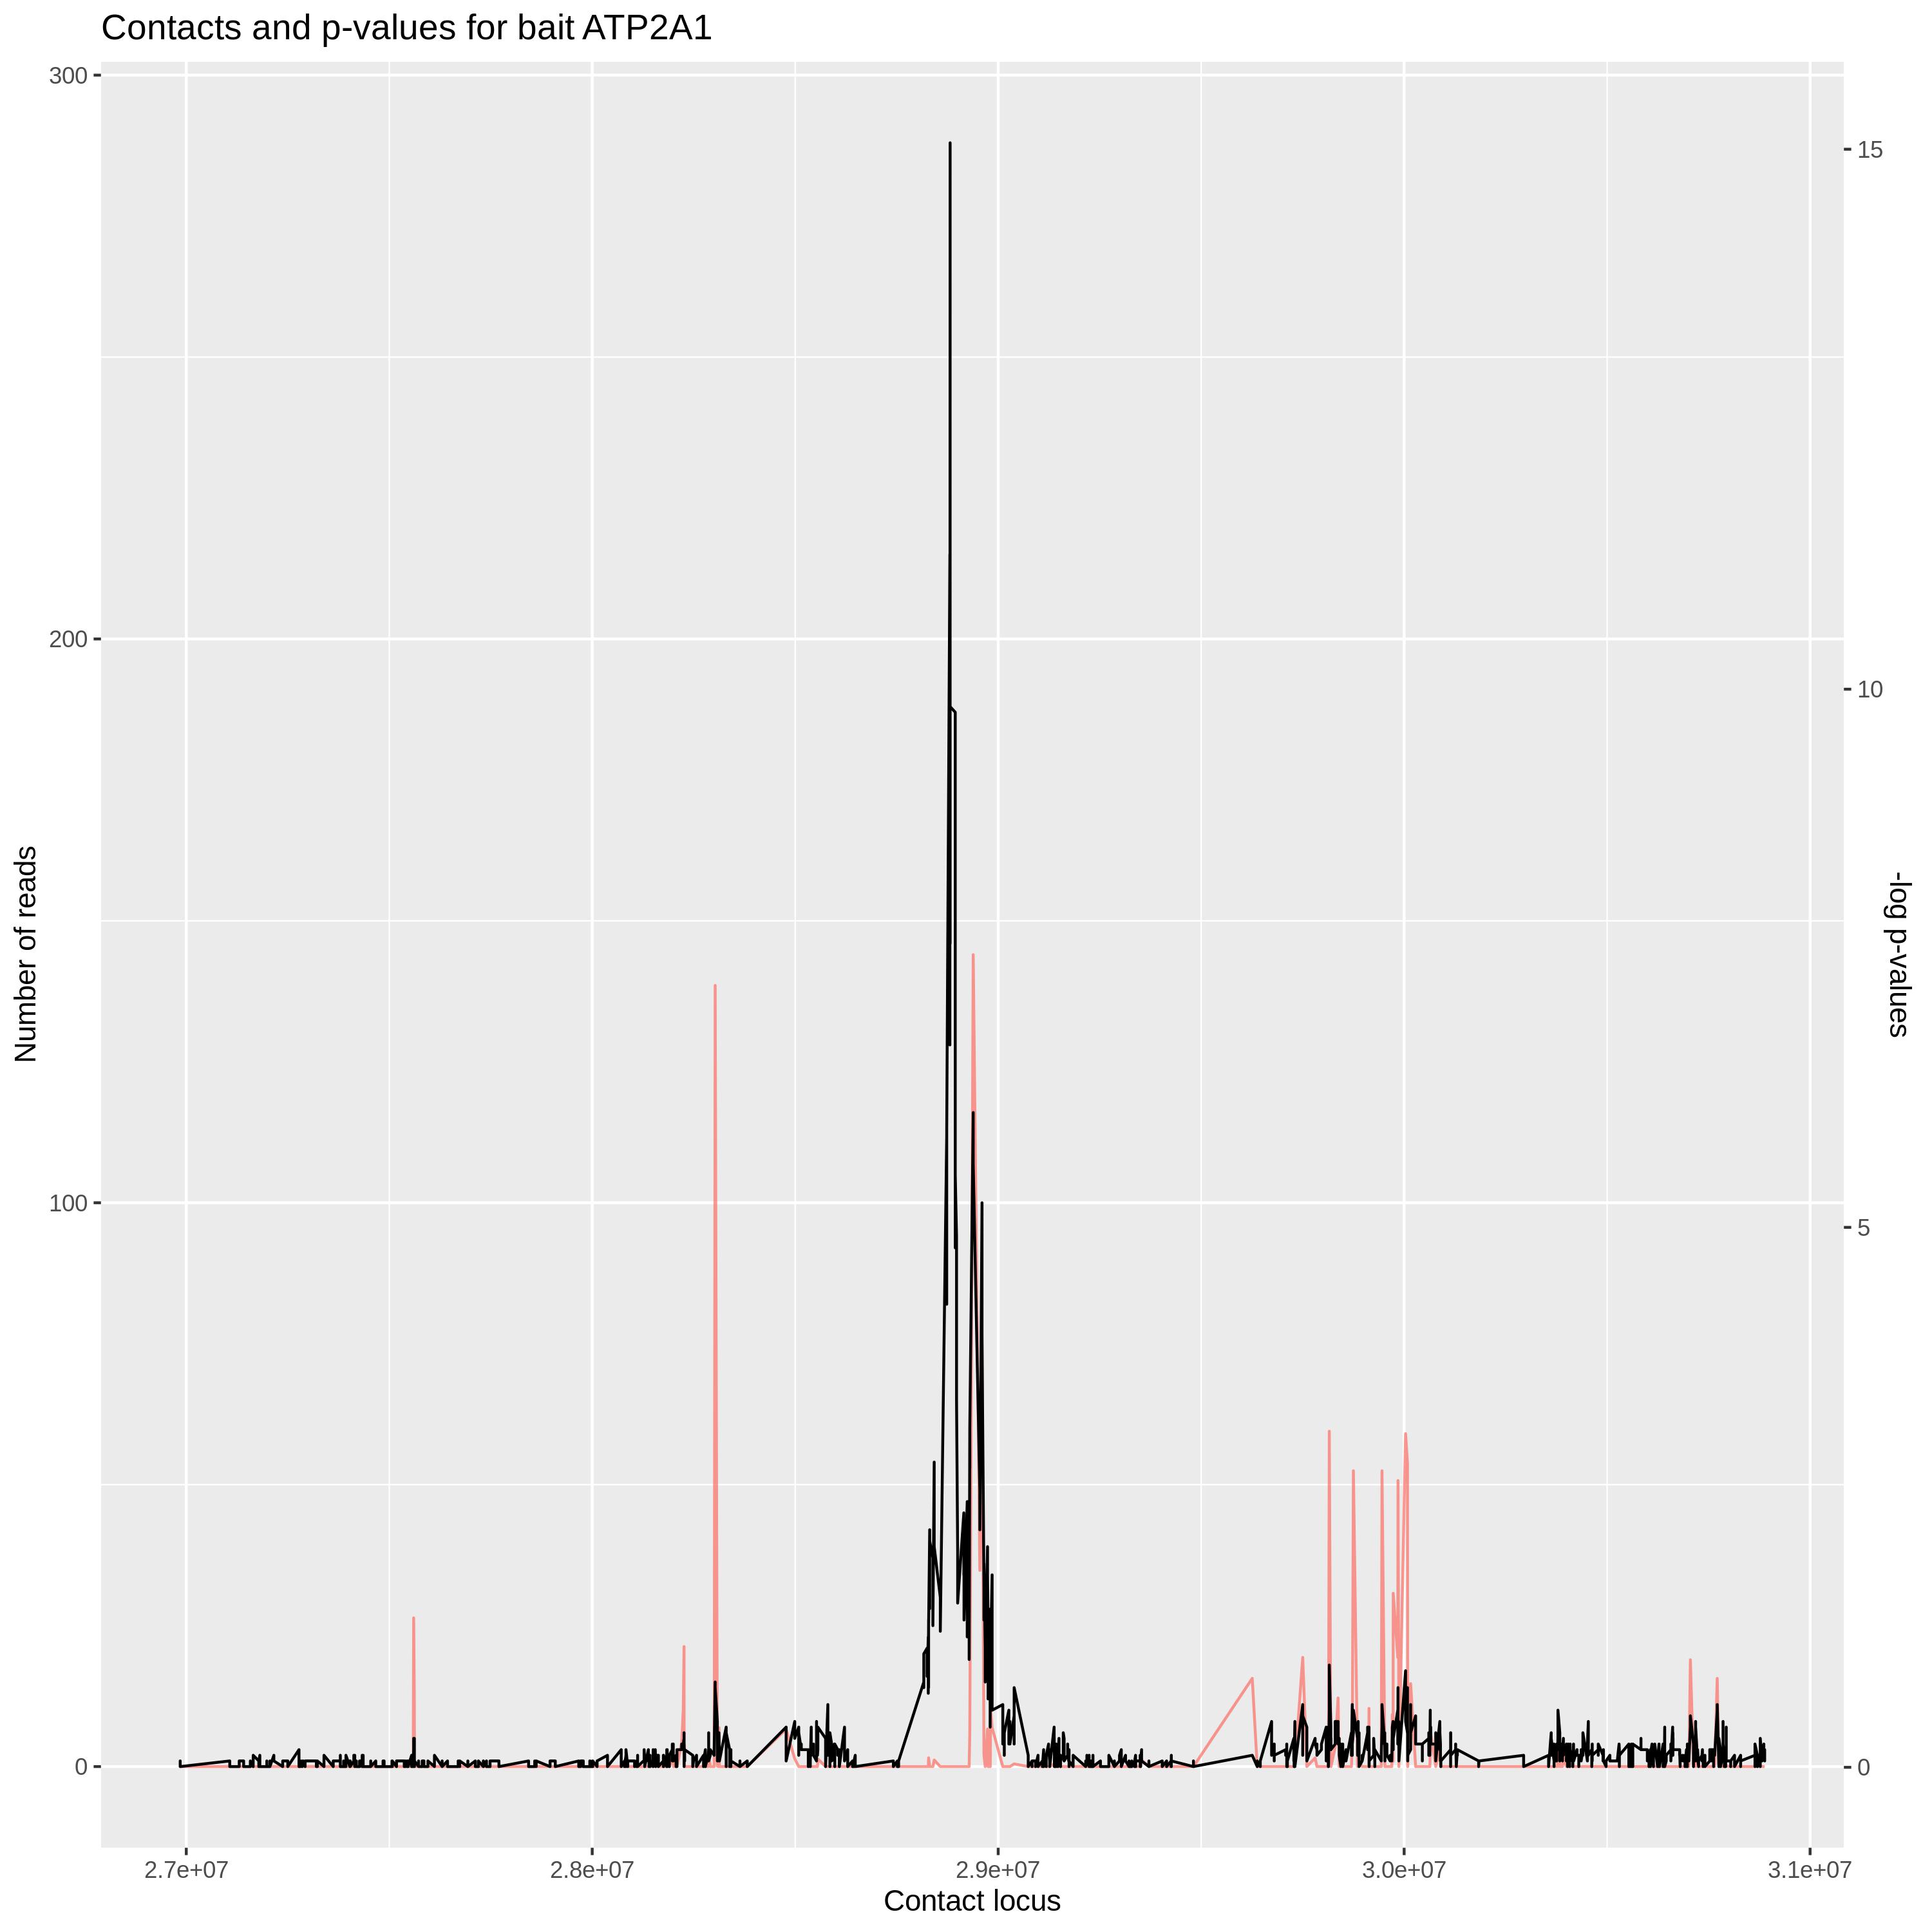 Contacts and p-values for bait ATP2A1
300
200
100
0
Number of reads
15
10
5
0
-log p-values
2.7e+07
2.8e+07
2.9e+07
3.0e+07
3.1e+07
Contact locus